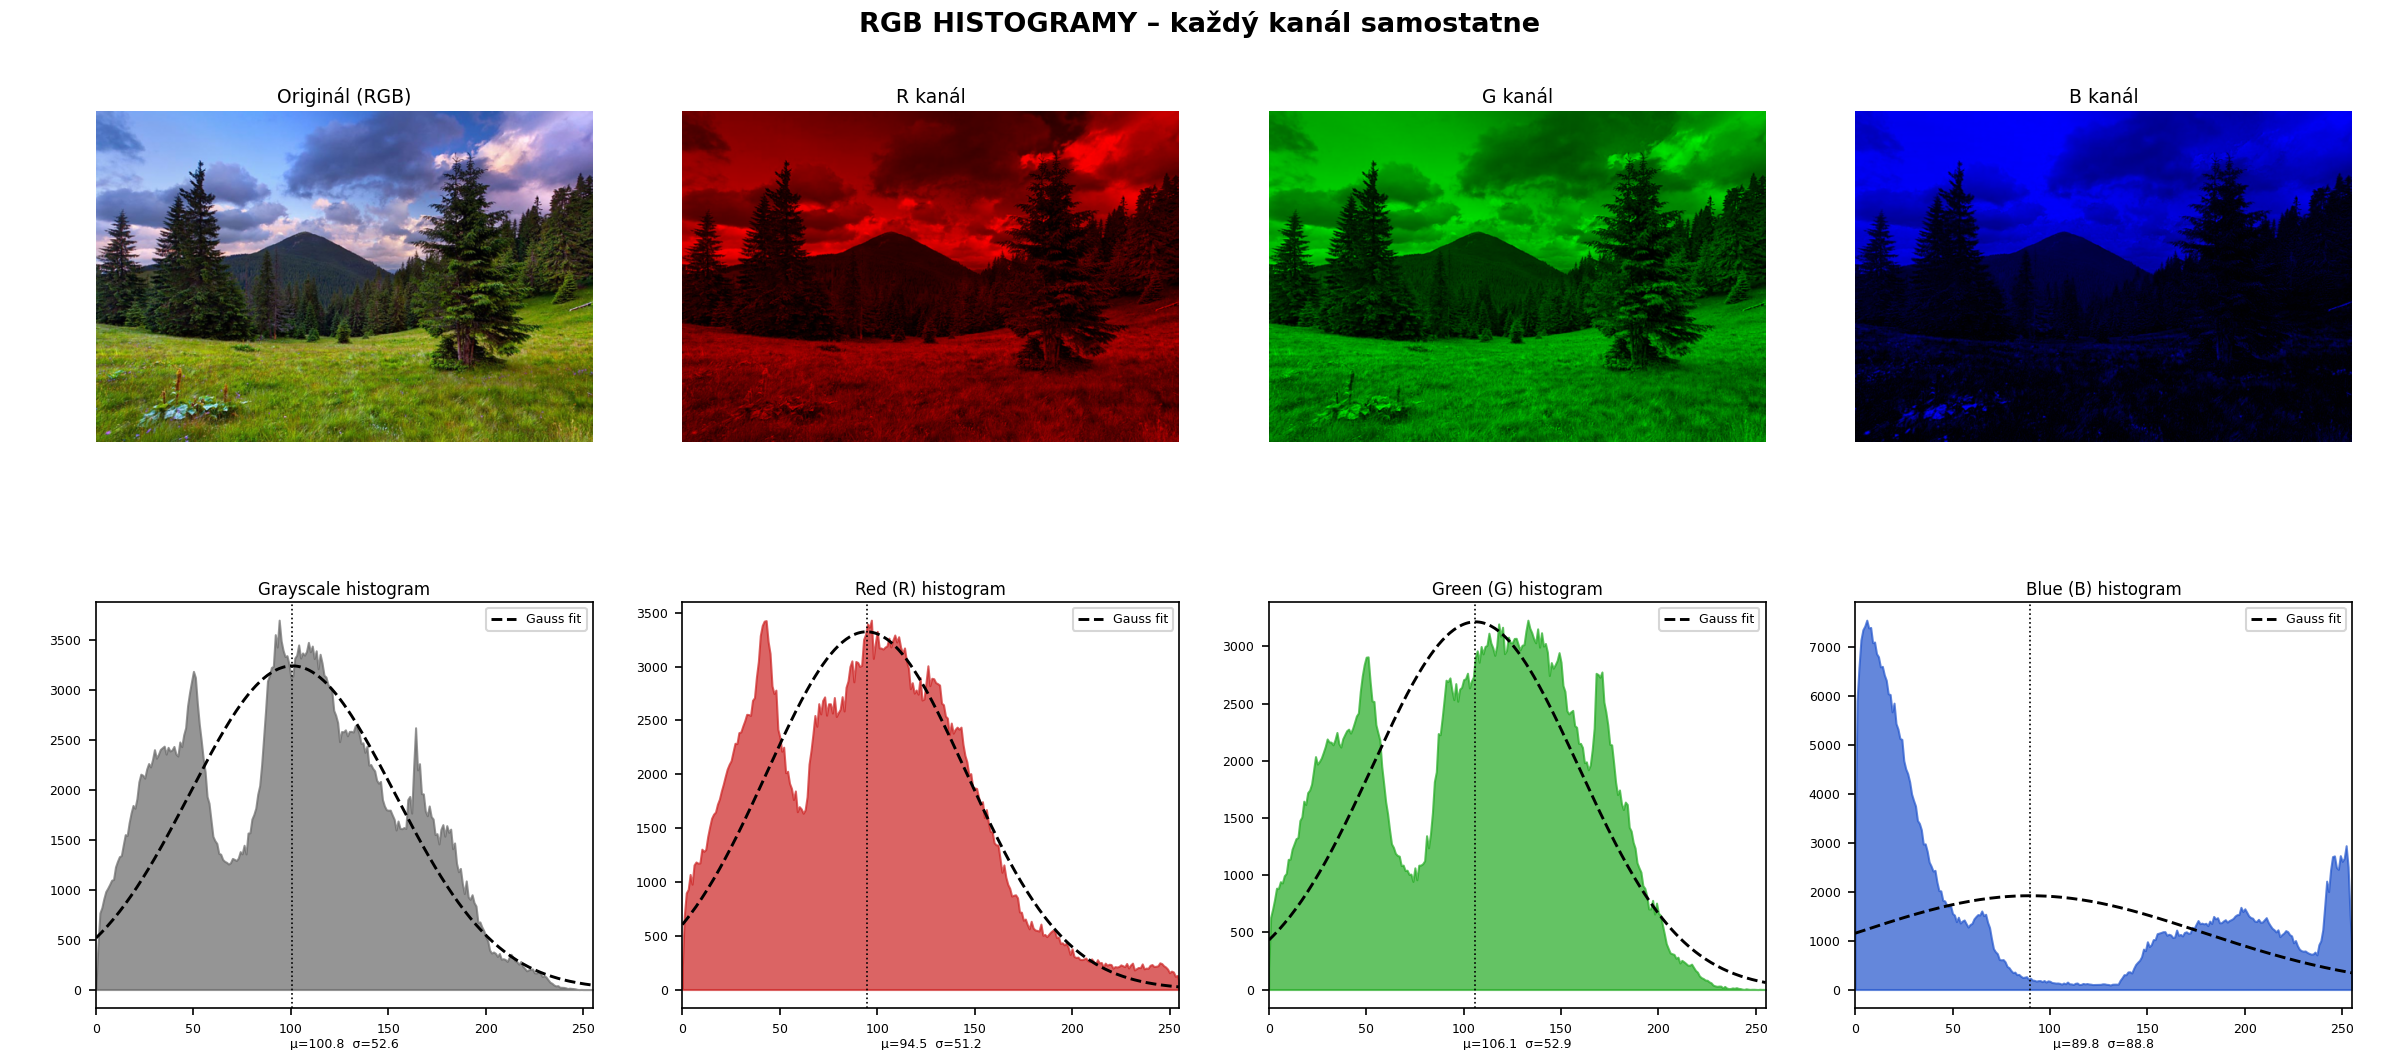 RGB HISTOGRAMY – každý kanál samostatne
Originál (RGB)
R kanál
G kanál
B kanál
Grayscale histogram
Gauss fit
3500
3000
2500
2000
1500
1000
500
0
0 50 100 150 200 250
μ=100.8 σ=52.6
Red (R) histogram
Gauss fit
3500
3000
2500
2000
1500
1000
500
0
0 50 100 150 200 250
μ=94.5 σ=51.2
Green (G) histogram
Gauss fit
3000
2500
2000
1500
1000
500
0
0 50 100 150 200 250
μ=106.1 σ=52.9
Blue (B) histogram
Gauss fit
7000
6000
5000
4000
3000
2000
1000
0
0 50 100 150 200 250
μ=89.8 σ=88.8